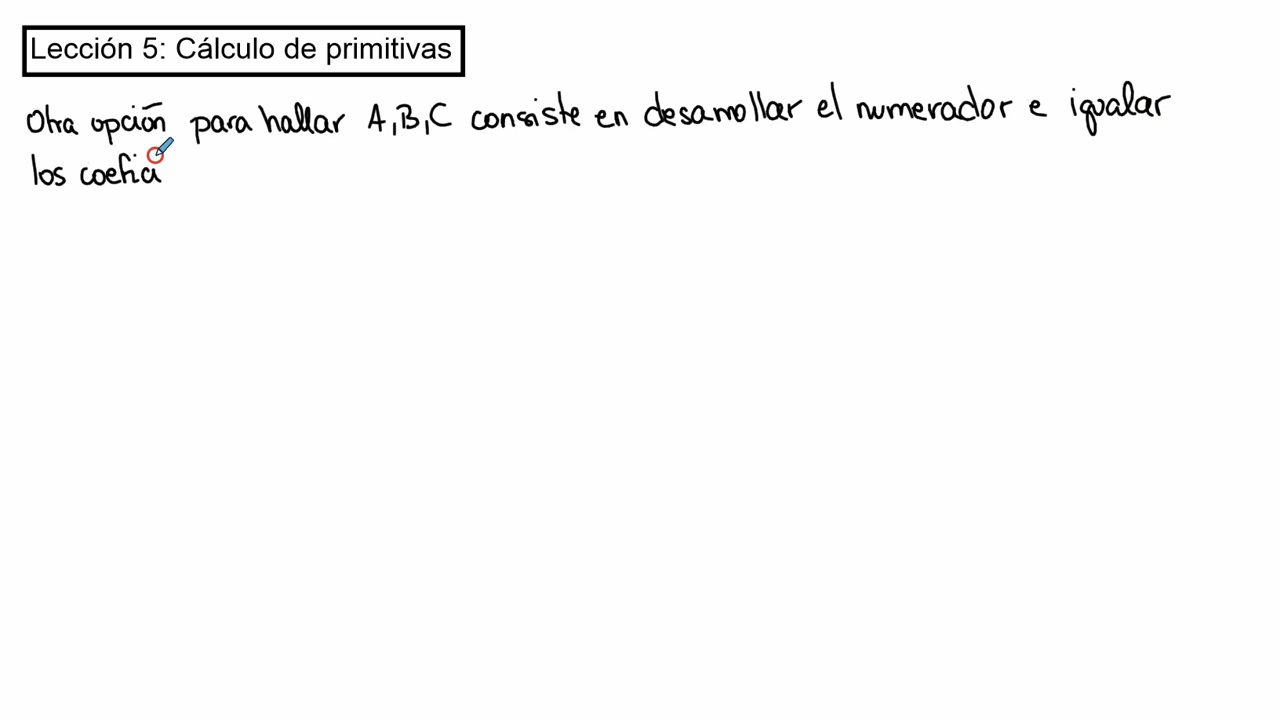 Lección 5: Cálculo de primitivas
Otra opción para hallar A, B, C consiste en desarrollar el numerador e igualar
los coefici